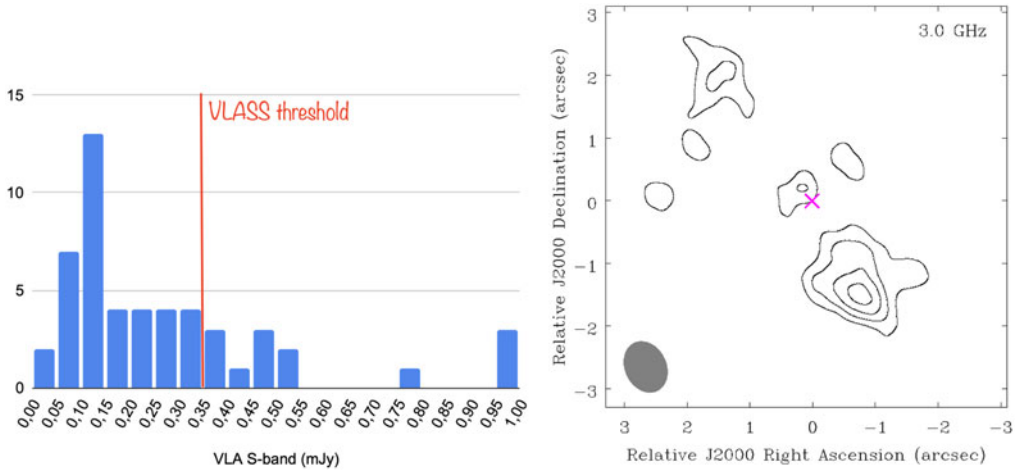 15
VLASS threshold
10
5
0
0,00 0,05 0,10 0,15 0,20 0,25 0,30 0,35 0,40 0,45 0,50 0,55 0,60 0,65 0,70 0,75 0,80 0,85 0,90 0,95 1,00
VLA S-band (mJy)
3.0 GHz
3
2
1
0
−1
−2
−3
Relative J2000 Declination (arcsec)
3 2 1 0 −1 −2 −3
Relative J2000 Right Ascension (arcsec)